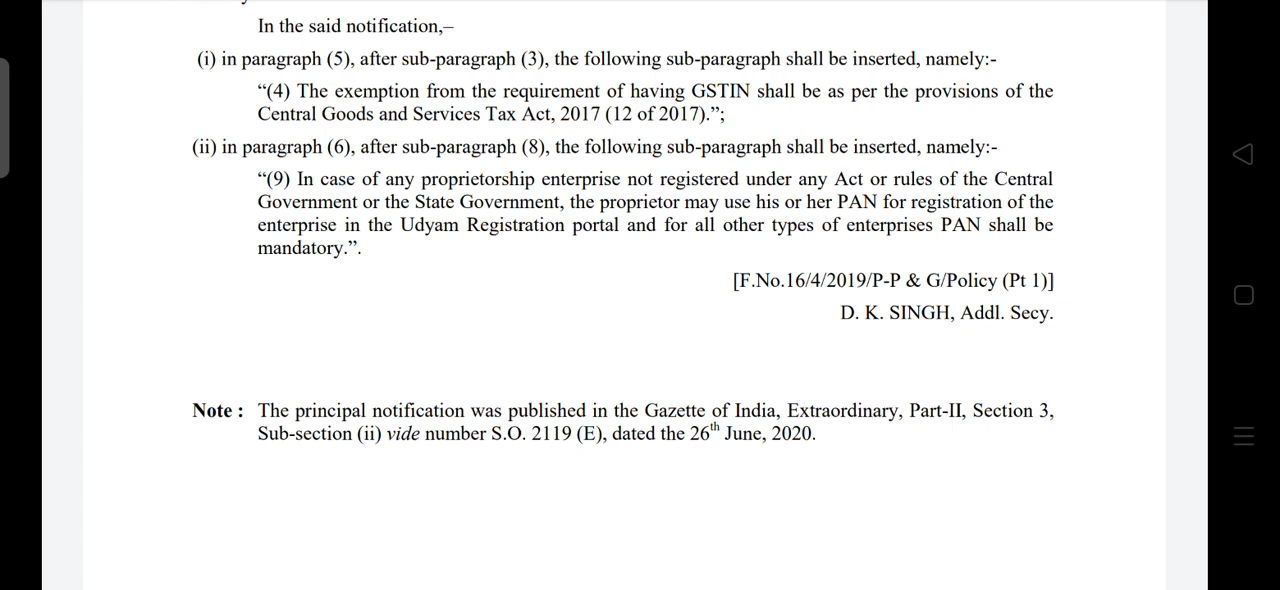 In the said notification,–
(i) in paragraph (5), after sub-paragraph (3), the following sub-paragraph shall be inserted, namely:-
“(4) The exemption from the requirement of having GSTIN shall be as per the provisions of the
Central Goods and Services Tax Act, 2017 (12 of 2017).”;
(ii) in paragraph (6), after sub-paragraph (8), the following sub-paragraph shall be inserted, namely:-
“(9) In case of any proprietorship enterprise not registered under any Act or rules of the Central
Government or the State Government, the proprietor may use his or her PAN for registration of the
enterprise in the Udyam Registration portal and for all other types of enterprises PAN shall be
mandatory.”.
[F.No.16/4/2019/P-P & G/Policy (Pt 1)]
D. K. SINGH, Addl. Secy.
Note : The principal notification was published in the Gazette of India, Extraordinary, Part-II, Section 3,
Sub-section (ii) vide number S.O. 2119 (E), dated the 26th June, 2020.